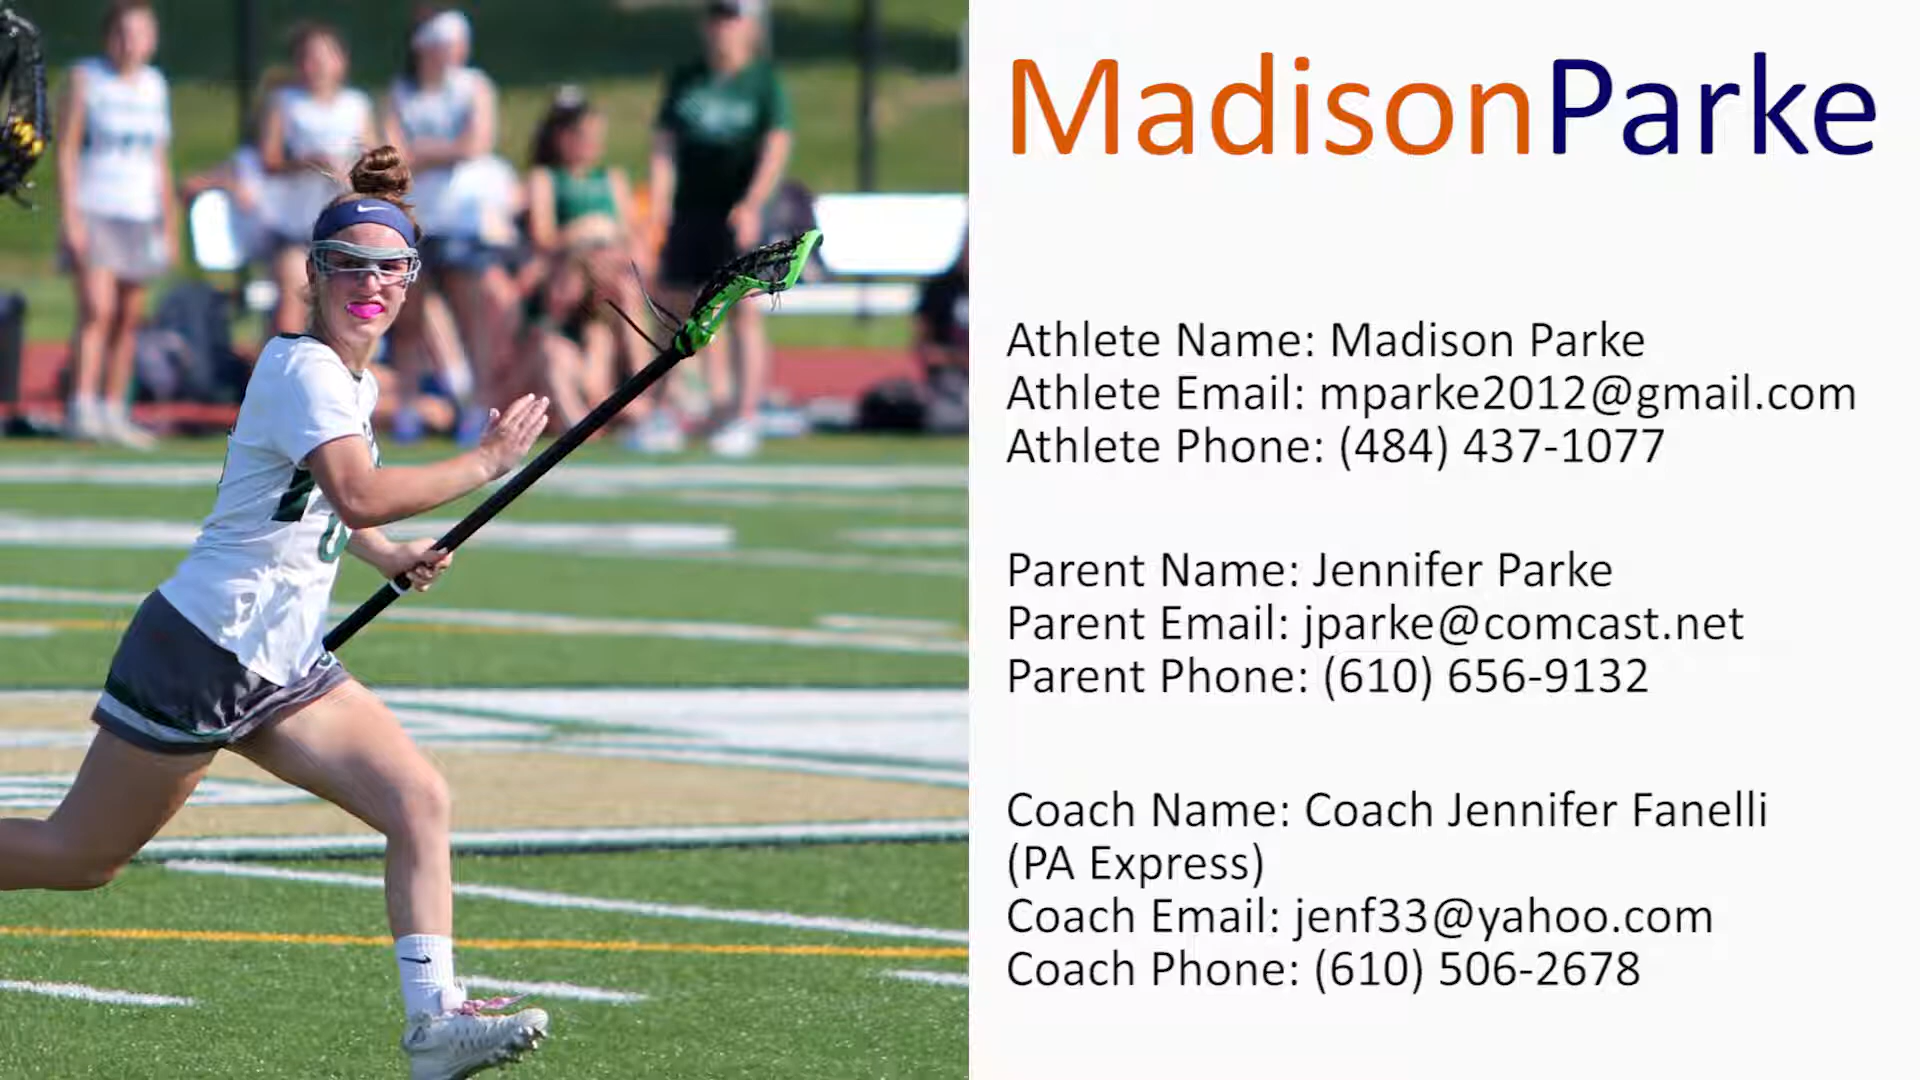 MadisonParke
Athlete Name: Madison Parke
Athlete Email: mparke2012@gmail.com
Athlete Phone: (484) 437-1077
Parent Name: Jennifer Parke
Parent Email: jparke@comcast.net
Parent Phone: (610) 656-9132
Coach Name: Coach Jennifer Fanelli
(PA Express)
Coach Email: jenf33@yahoo.com
Coach Phone: (610) 506-2678